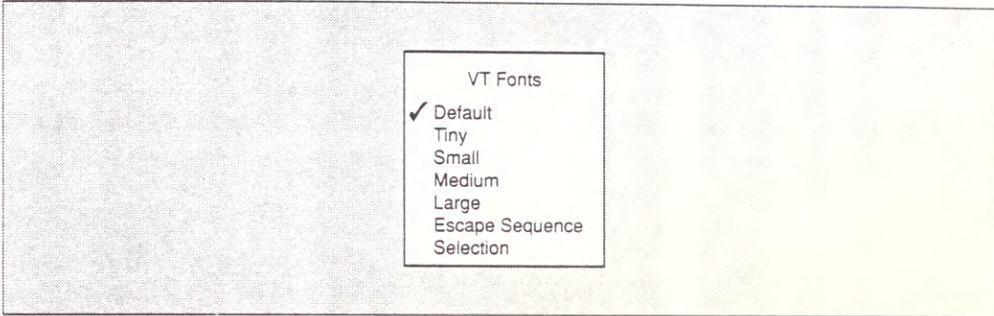 VT Fonts
✓ Default
Tiny
Small
Medium
Large
Escape Sequence
Selection